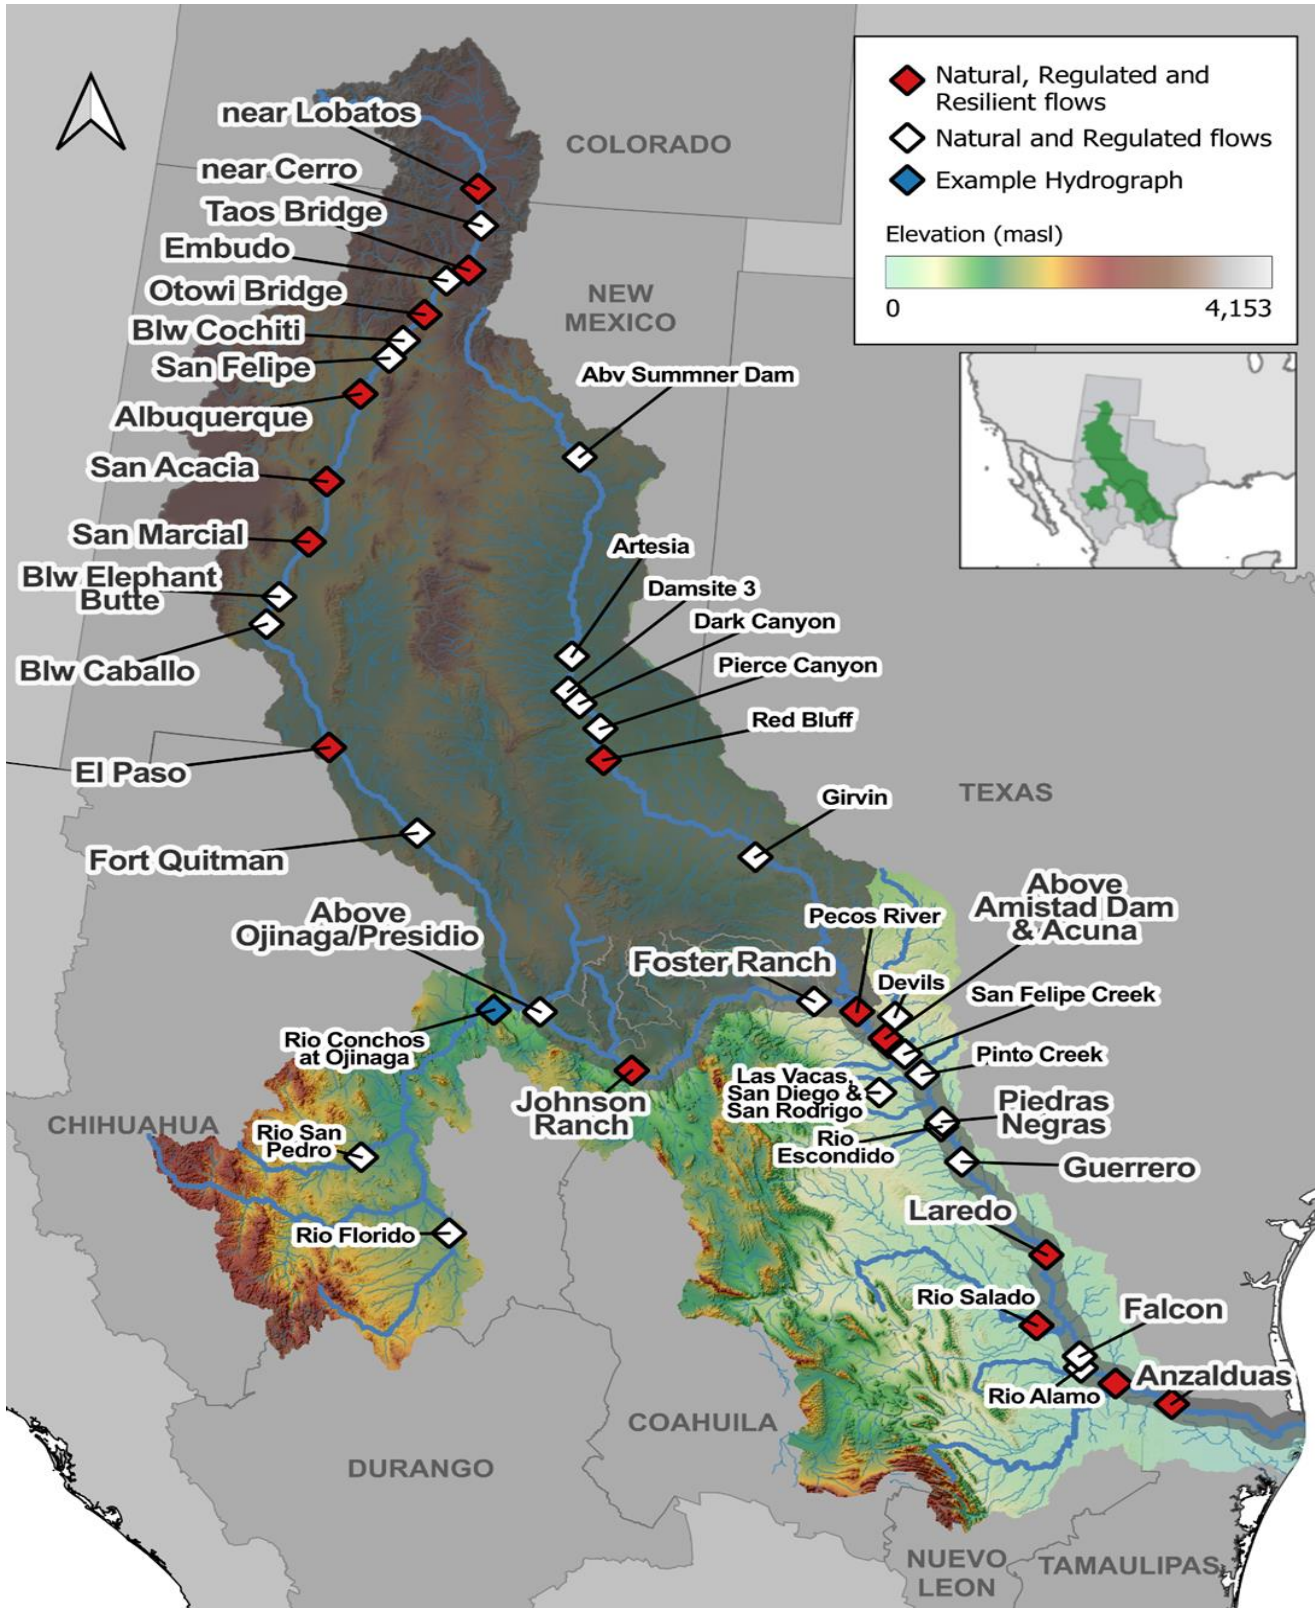 near Lobatos
near Cerro
Taos Bridge
Embudo
Otowi Bridge
Blw Cochiti
San Felipe
Albuquerque
San Acacia
San Marcial
Blw Elephant
Butte
Blw Caballo
El Paso
Fort Quitman
Above
Ojinaga/Presidio
Rio Conchos
at Ojinaga
CHIHUAHUA
Rio San
Pedro
Rio Florido
DURANGO
COLORADO
NEW
MEXICO
Abv Summner Dam
Artesia
Damsite 3
Dark Canyon
Pierce Canyon
Red Bluff
Girvin
TEXAS
Pecos River
Above
Amistad Dam
& Acuna
Foster Ranch
Devils
San Felipe Creek
Pinto Creek
Johnson
Ranch
Las Vacas,
San Diego &
San Rodrigo
Piedras
Negras
Rio
Escondido
Guerrero
Laredo
Rio Salado
Falcon
Anzalduas
Rio Alamo
COAHUILA
NUEVO
LEON
TAMAULIPAS
Natural, Regulated and
Resilient flows
Natural and Regulated flows
Example Hydrograph
Elevation (masl)
0
4,153